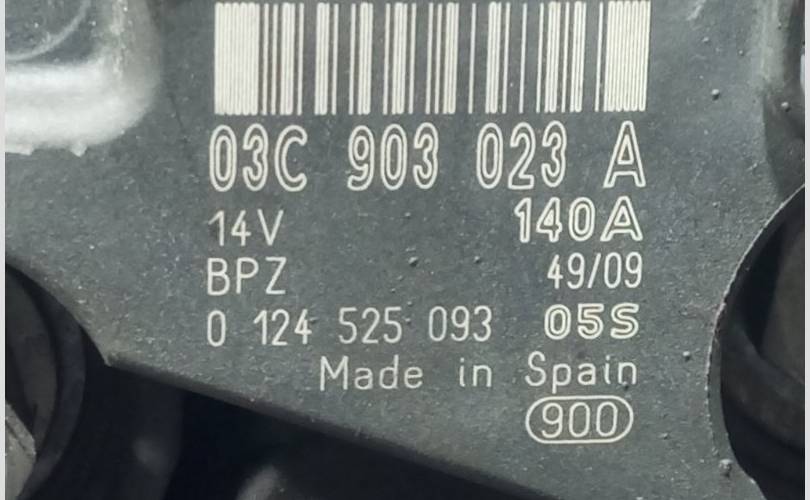 03C 903 023 A
14V 140A
BPZ 49/09
0 124 525 093 05S
Made in Spain
900